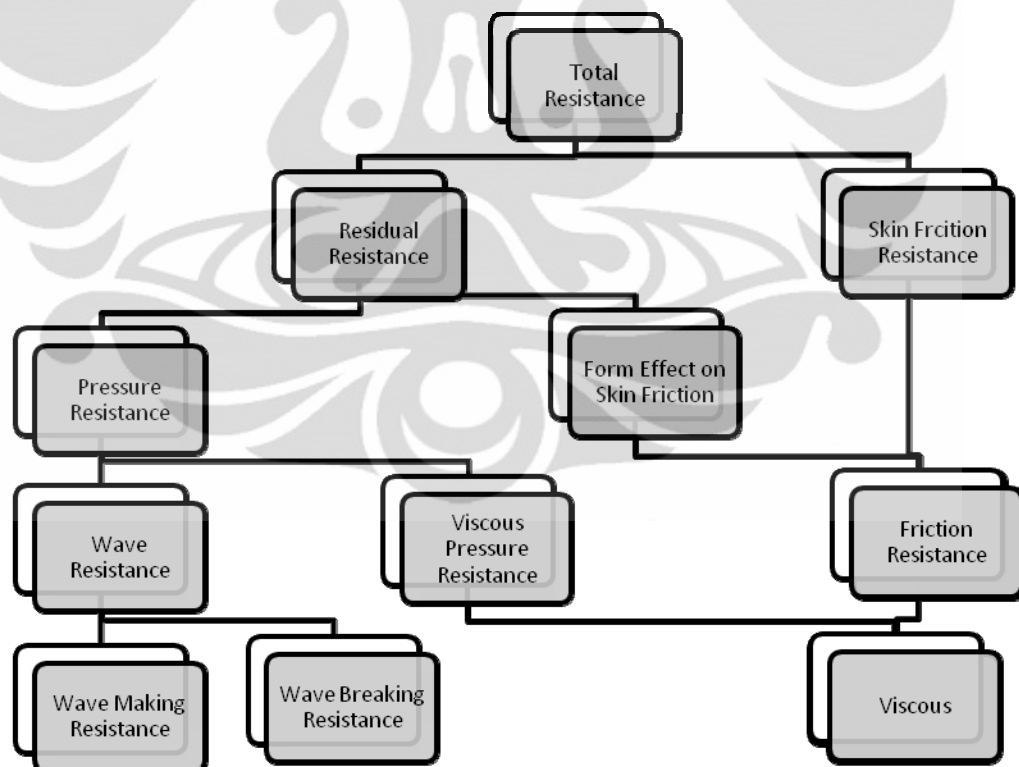 Total
Resistance
Residual
Resistance
Skin Frcition
Resistance
Pressure
Resistance
Form Effect on
Skin Friction
Wave
Resistance
Viscous
Pressure
Resistance
Friction
Resistance
Wave Making
Resistance
Wave Breaking
Resistance
Viscous